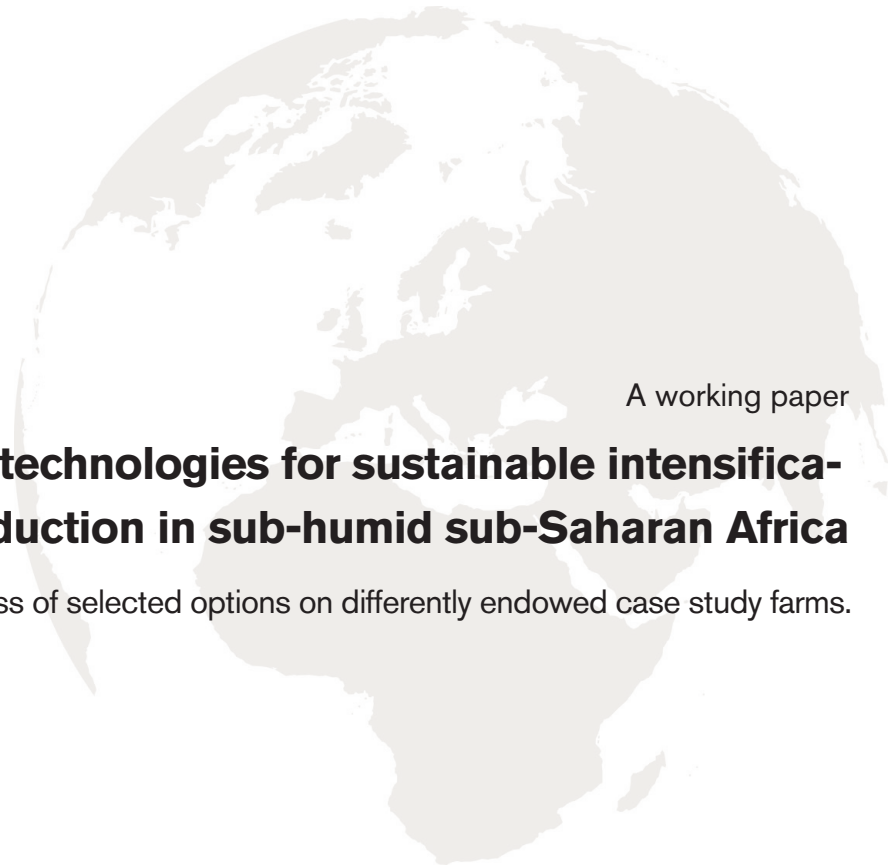 A working paper
technologies for sustainable intensifica-
duction in sub-humid sub-Saharan Africa
ss of selected options on differently endowed case study farms.